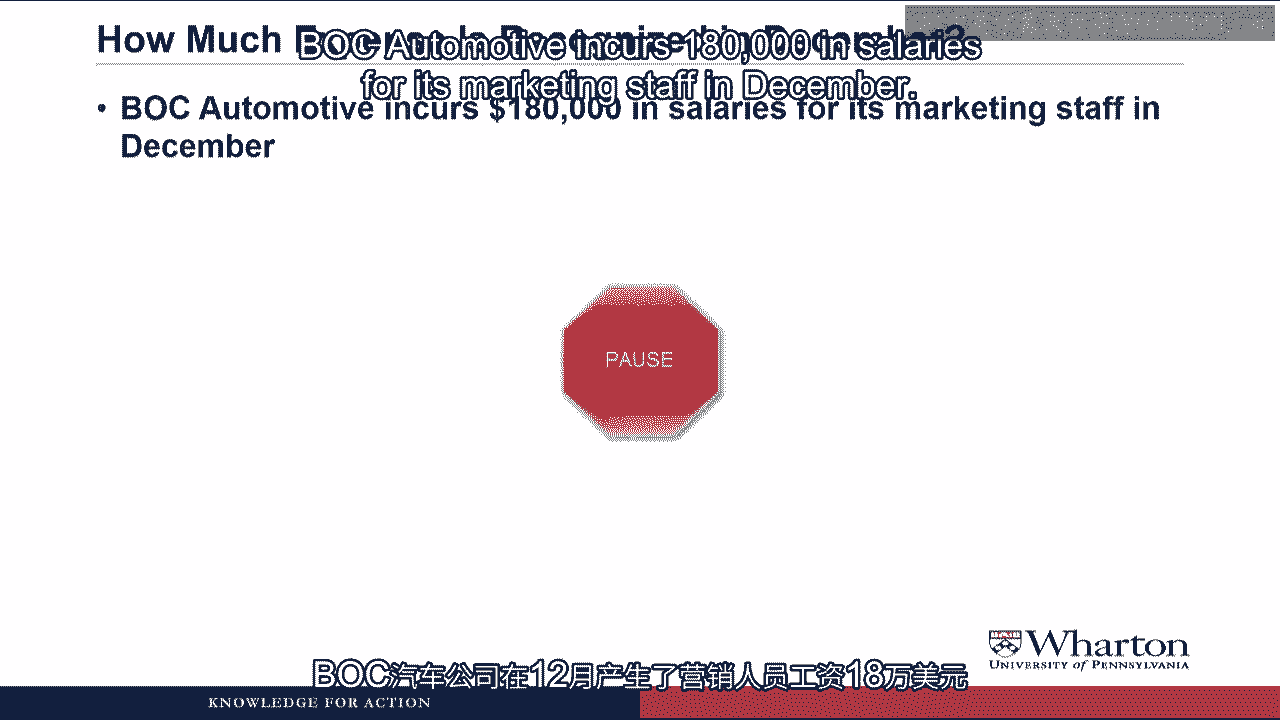 How Much
BOC Automotive incurs 180,000 in salaries
for its marketing staff in December.
• BOC Automotive incurs $180,000 in salaries for its marketing staff in
December
PAUSE
Wharton
UNIVERSITY of PENNSYLVANIA
BOC汽车公司在12月产生了营销人员工资18万美元
KNOWLEDGE FOR ACTION